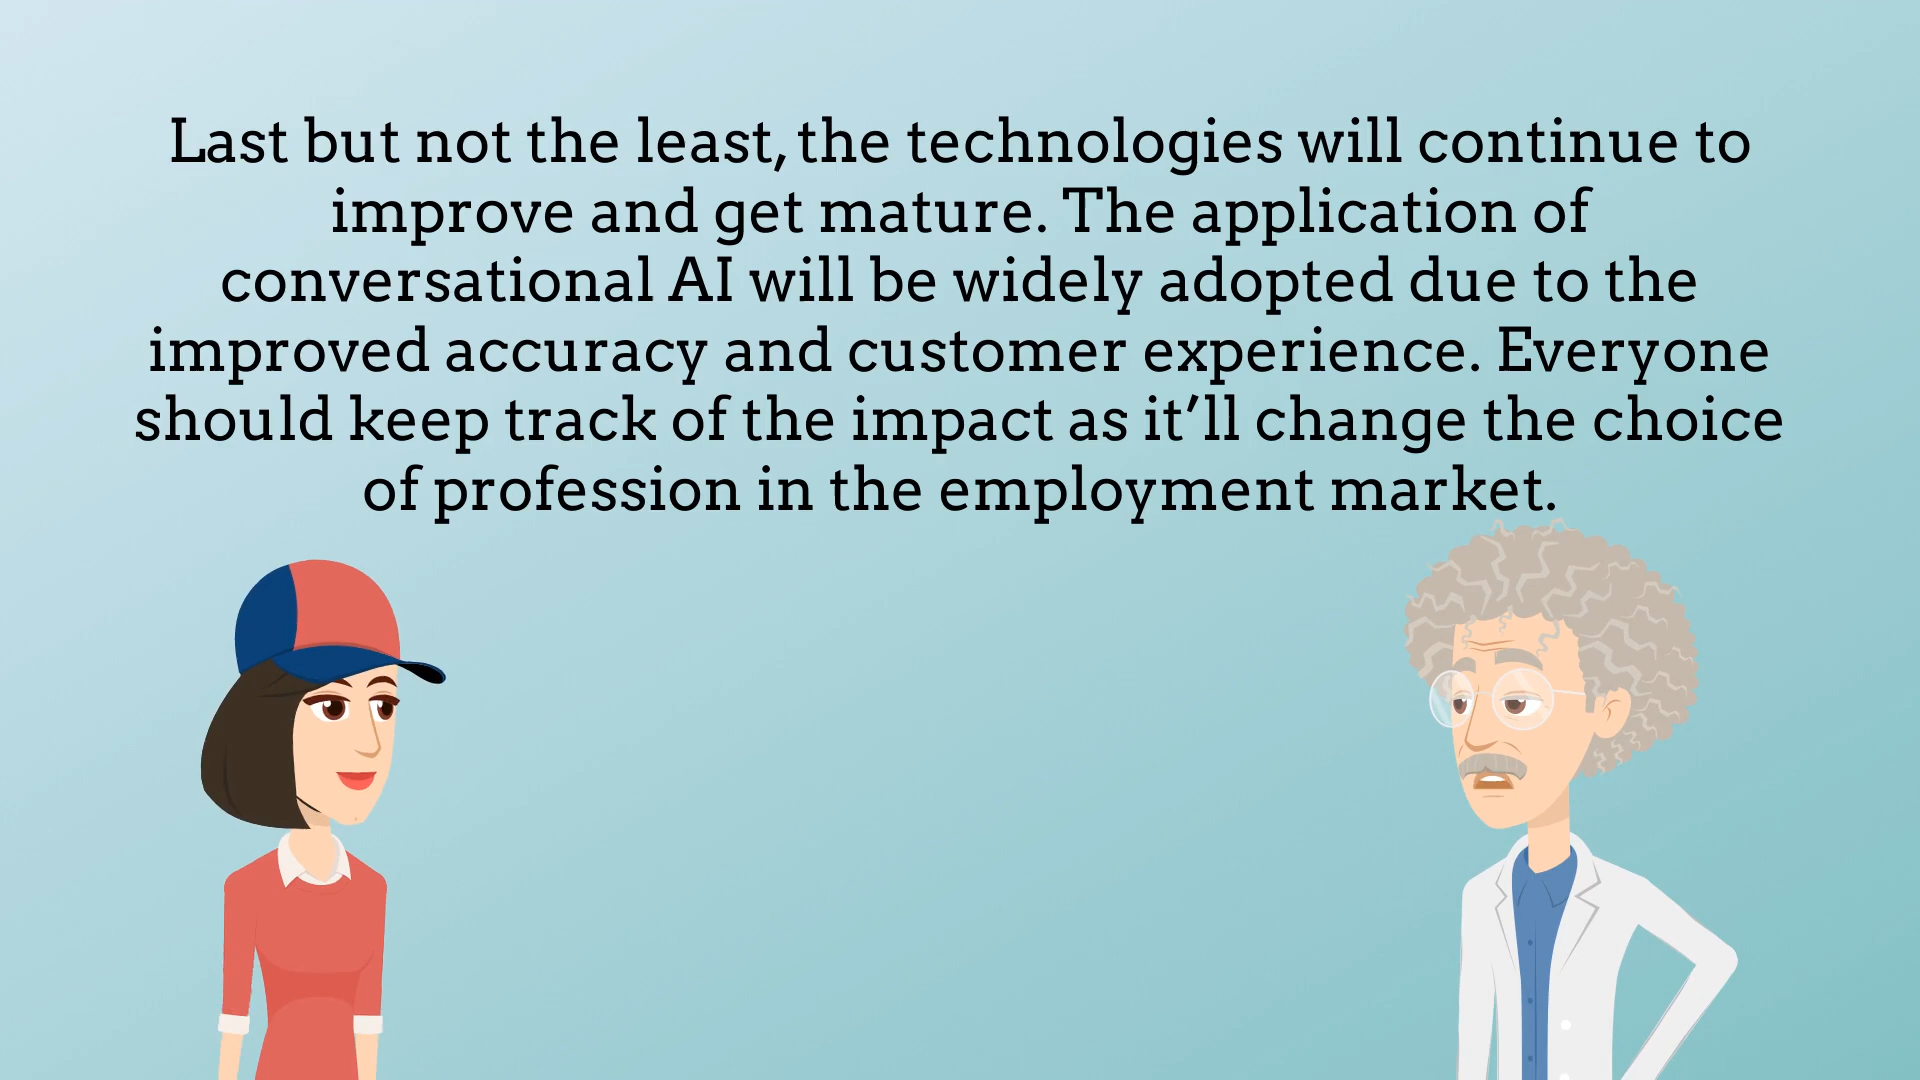 Last but not the least, the technologies will continue to
improve and get mature. The application of
conversational AI will be widely adopted due to the
improved accuracy and customer experience. Everyone
should keep track of the impact as it’ll change the choice
of profession in the employment market.